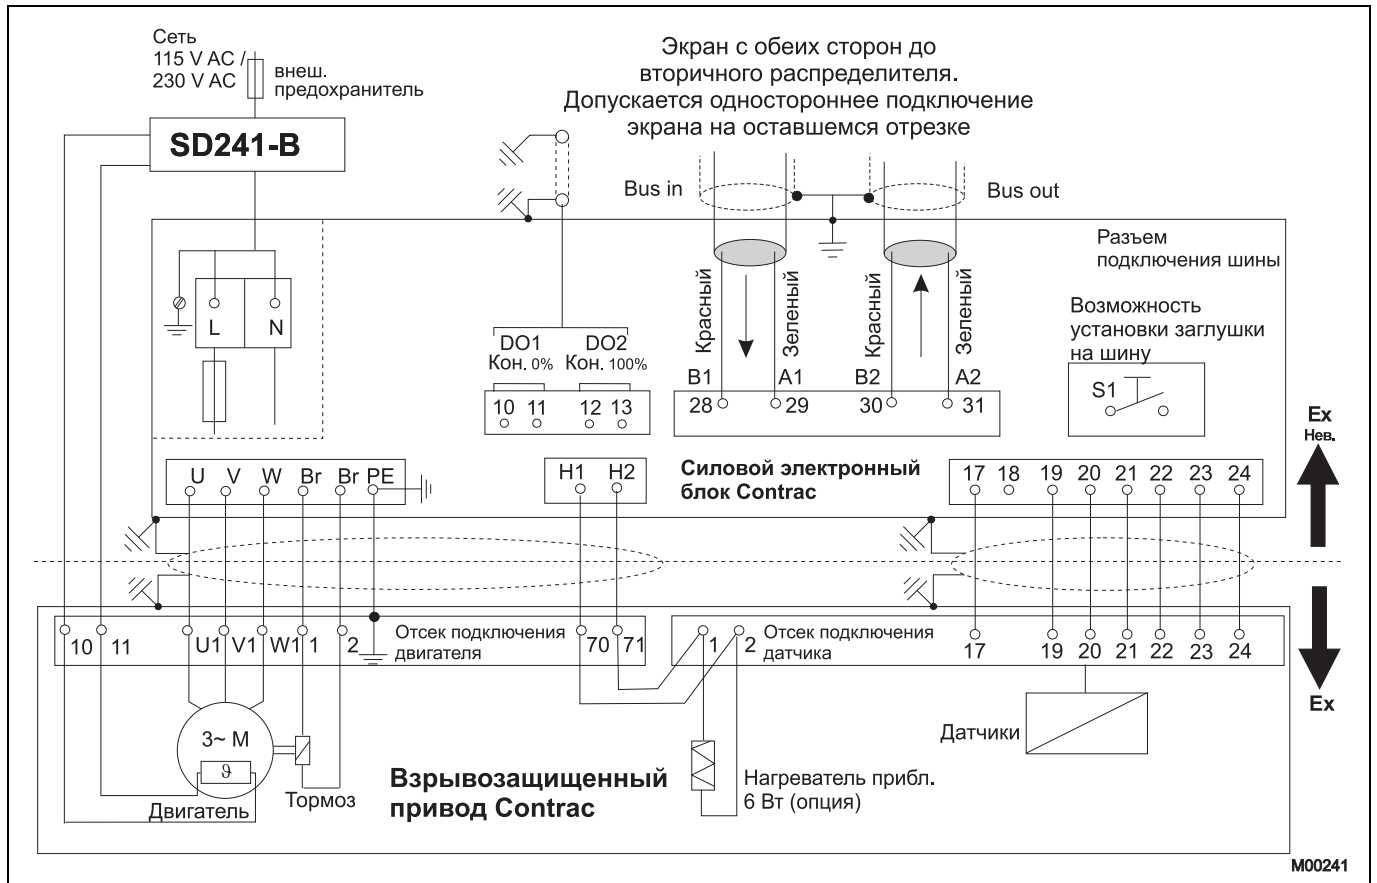 Сеть
115 V AC /
230 V AC
внеш.
предохранитель
SD241-B
Экран с обеих сторон до
вторичного распределителя.
Допускается одностороннее подключение
экрана на оставшемся отрезке
Bus in
Bus out
Разъем
подключения шины
Возможность
установки заглушки
на шину
S1
L N
DO1 DO2
Кон. 0% Кон. 100%
10 11 12 13
Красный
Зеленый
Красный
Зеленый
B1 A1 B2 A2
28 29 30 31
Ex
Нев.
U V W Br Br PE
H1 H2
Силовой электронный
блок Contrac
17 18 19 20 21 22 23 24
10 11 U1 V1 W1 1 2
Отсек подключения
двигателя
70 71
1 2
Отсек подключения
датчика
17 19 20 21 22 23 24
Ex
3~ M
ϑ
Двигатель
Тормоз
Взрывозащищенный
привод Contrac
Нагреватель прибл.
6 Вт (опция)
Датчики
M00241